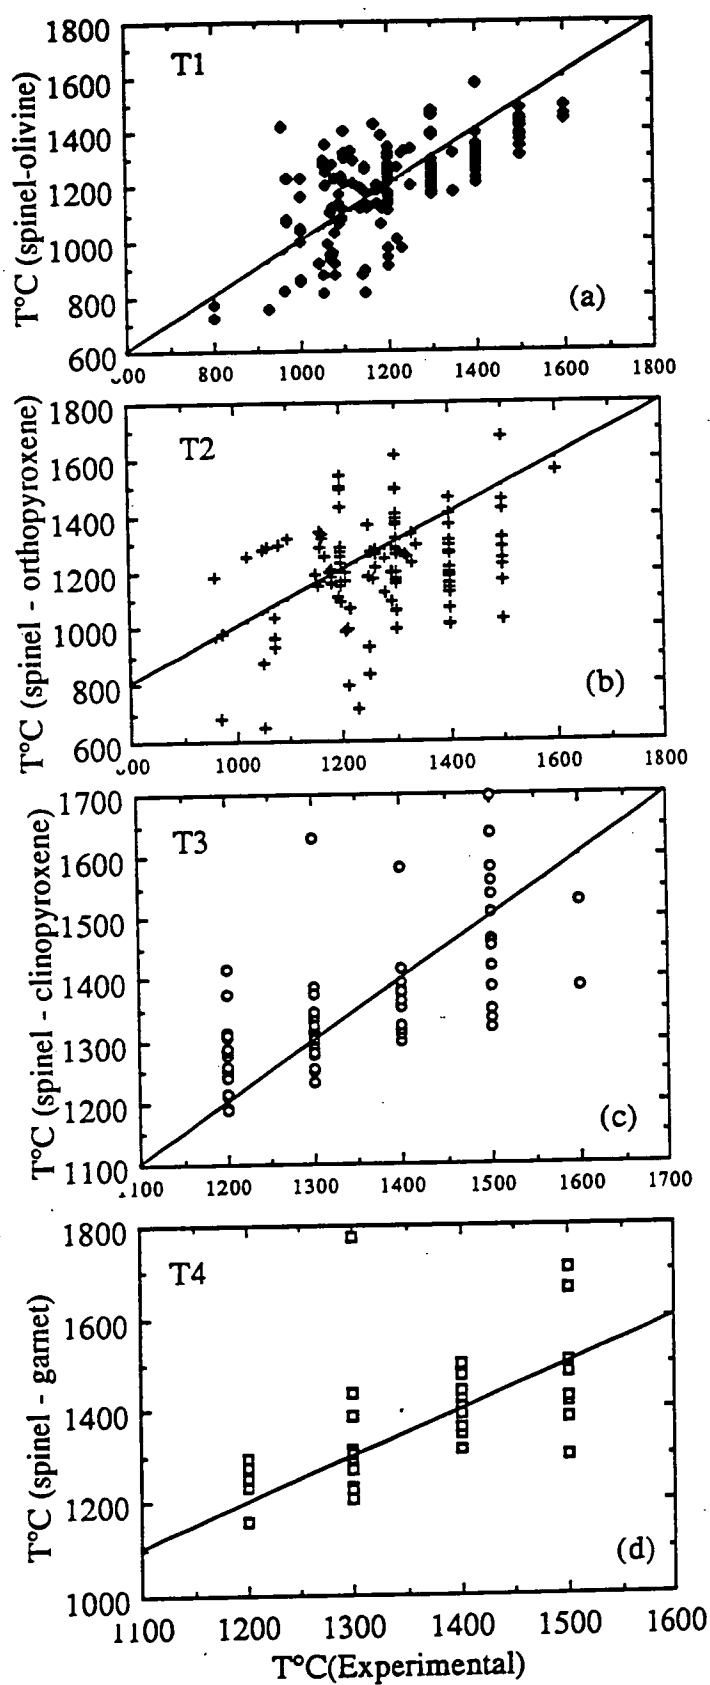 T1
T°C (spinel-olivine)
1800
1600
1400
1200
1000
800
600
(a)
800 1000 1200 1400 1600 1800
T2
T°C (spinel - orthopyroxene)
1800
1600
1400
1200
1000
800
600
(b)
1000 1200 1400 1600 1800
T3
T°C (spinel - clinopyroxene)
1700
1600
1500
1400
1300
1200
1100
(c)
1100 1200 1300 1400 1500 1600 1700
T4
T°C (spinel - garnet)
1800
1600
1400
1200
1000
(d)
1100 1200 1300 1400 1500 1600
T°C(Experimental)